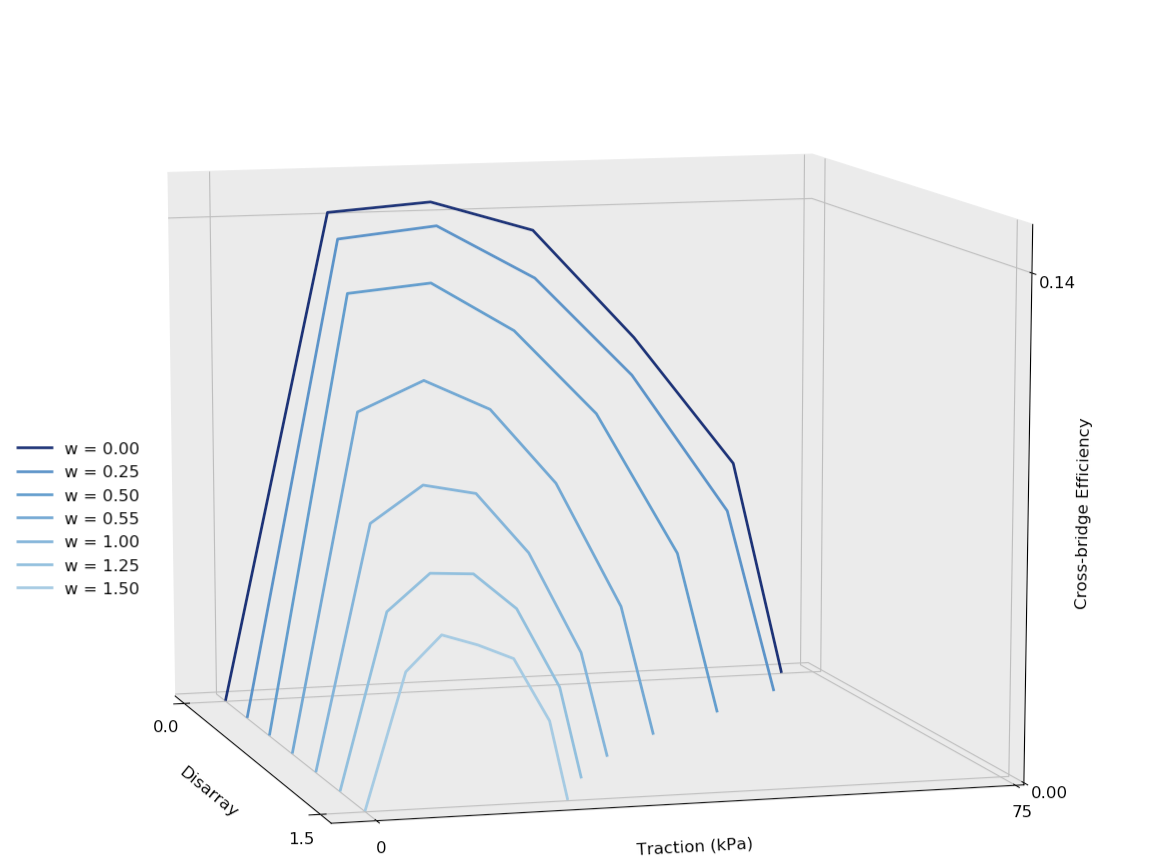 0.14
Cross-bridge Efficiency
w = 0.00
w = 0.25
w = 0.50
w = 0.55
w = 1.00
w = 1.25
w = 1.50
0.0
Disarray
1.5
0
Traction (kPa)
75
0.00